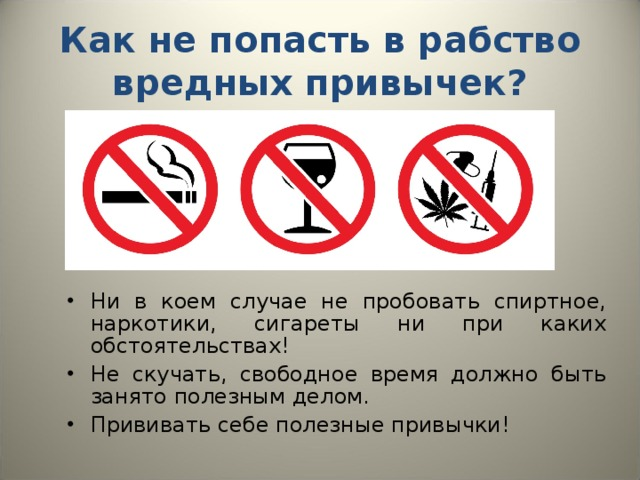 Как не попасть в рабство
вредных привычек?
• Ни в коем случае не пробовать спиртное,
наркотики, сигареты ни при каких
обстоятельствах!
• Не скучать, свободное время должно быть
занято полезным делом.
• Прививать себе полезные привычки!